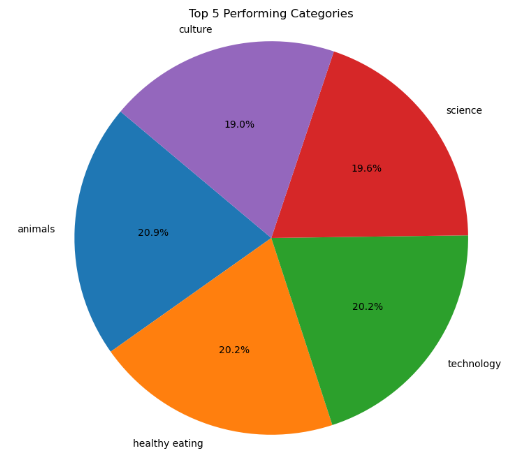 Top 5 Performing Categories
culture
science
19.0%
19.6%
animals
20.9%
20.2%
20.2%
technology
healthy eating